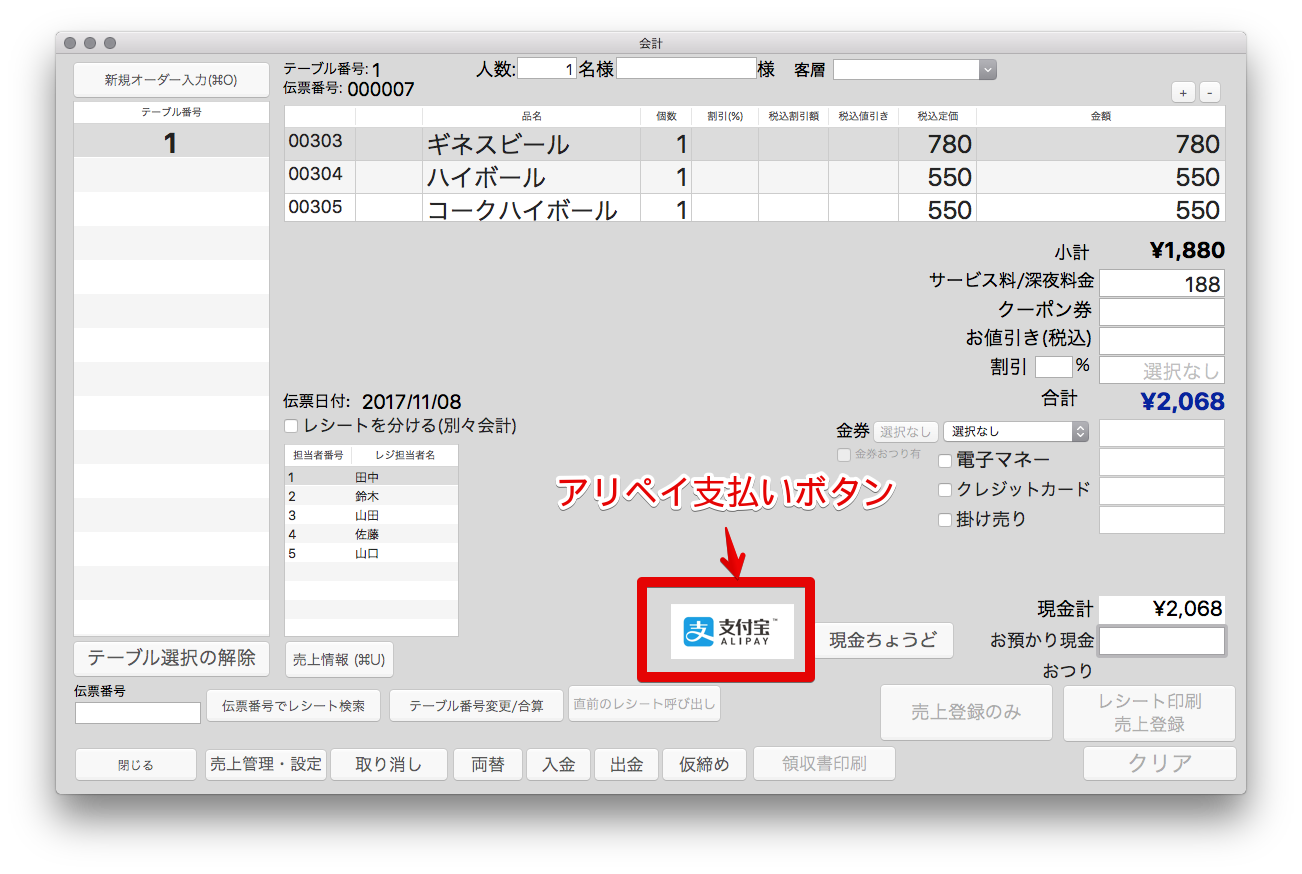 会計
新規オーダー入力(⌘O)
テーブル番号
1
テーブル番号: 1
人数: 1 名様 様 客層
伝票番号: 000007
+ -
品名 個数 割引(%) 税込割引額 税込値引き 税込定価 金額
00303 ギネスビール 1 780 780
00304 ハイボール 1 550 550
00305 コークハイボール 1 550 550
小計 ¥1,880
サービス料/深夜料金 188
クーポン券
お値引き(税込)
割引 % 選択なし
合計 ¥2,068
伝票日付: 2017/11/08
レシートを分ける(別々会計)
金券 選択なし 選択なし
金券おつり有
電子マネー
クレジットカード
掛け売り
担当者番号 レジ担当者名
1 田中
2 鈴木
3 山田
4 佐藤
5 山口
アリペイ支払いボタン
支付宝™
ALIPAY
現金ちょうど
現金計 ¥2,068
お預かり現金
おつり
テーブル選択の解除
売上情報 (⌘U)
伝票番号
伝票番号でレシート検索
テーブル番号変更/合算
直前のレシート呼び出し
売上登録のみ
レシート印刷
売上登録
閉じる
売上管理・設定
取り消し
両替
入金
出金
仮締め
領収書印刷
クリア